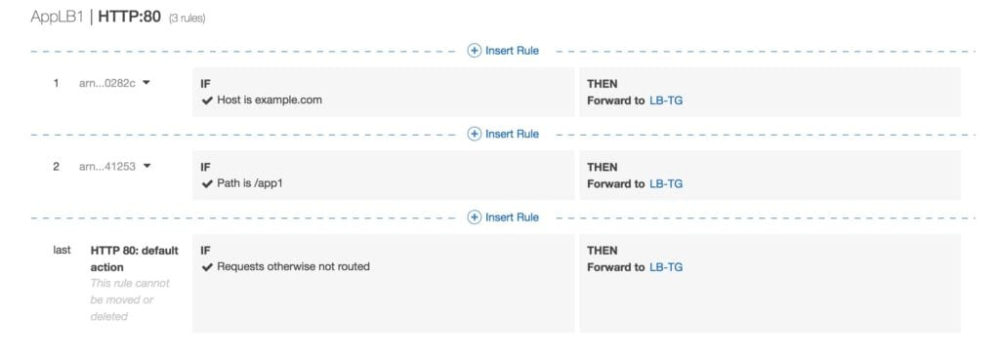 AppLB1 | HTTP:80 (3 rules)
Insert Rule
1 arn...0282c IF THEN
Host is example.com Forward to LB-TG
Insert Rule
2 arn...41253 IF THEN
Path is /app1 Forward to LB-TG
Insert Rule
last HTTP 80: default IF THEN
action Requests otherwise not routed Forward to LB-TG
This rule cannot
be moved or
deleted